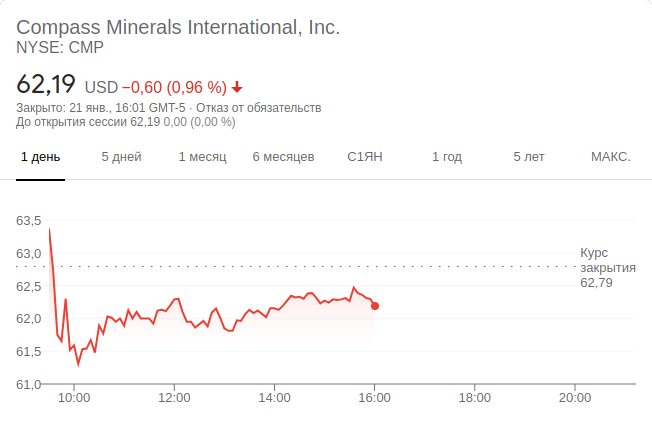 Compass Minerals International, Inc.
NYSE: CMP
62,19 USD −0,60 (0,96 %)
Закрыто: 21 янв., 16:01 GMT-5 · Отказ от обязательств
До открытия сессии 62,19 0,00 (0,00 %)
1 день 5 дней 1 месяц 6 месяцев С1ЯН 1 год 5 лет МАКС.
63,5
63,0
62,5
62,0
61,5
61,0
Курс
закрытия
62,79
10:00 12:00 14:00 16:00 18:00 20:00